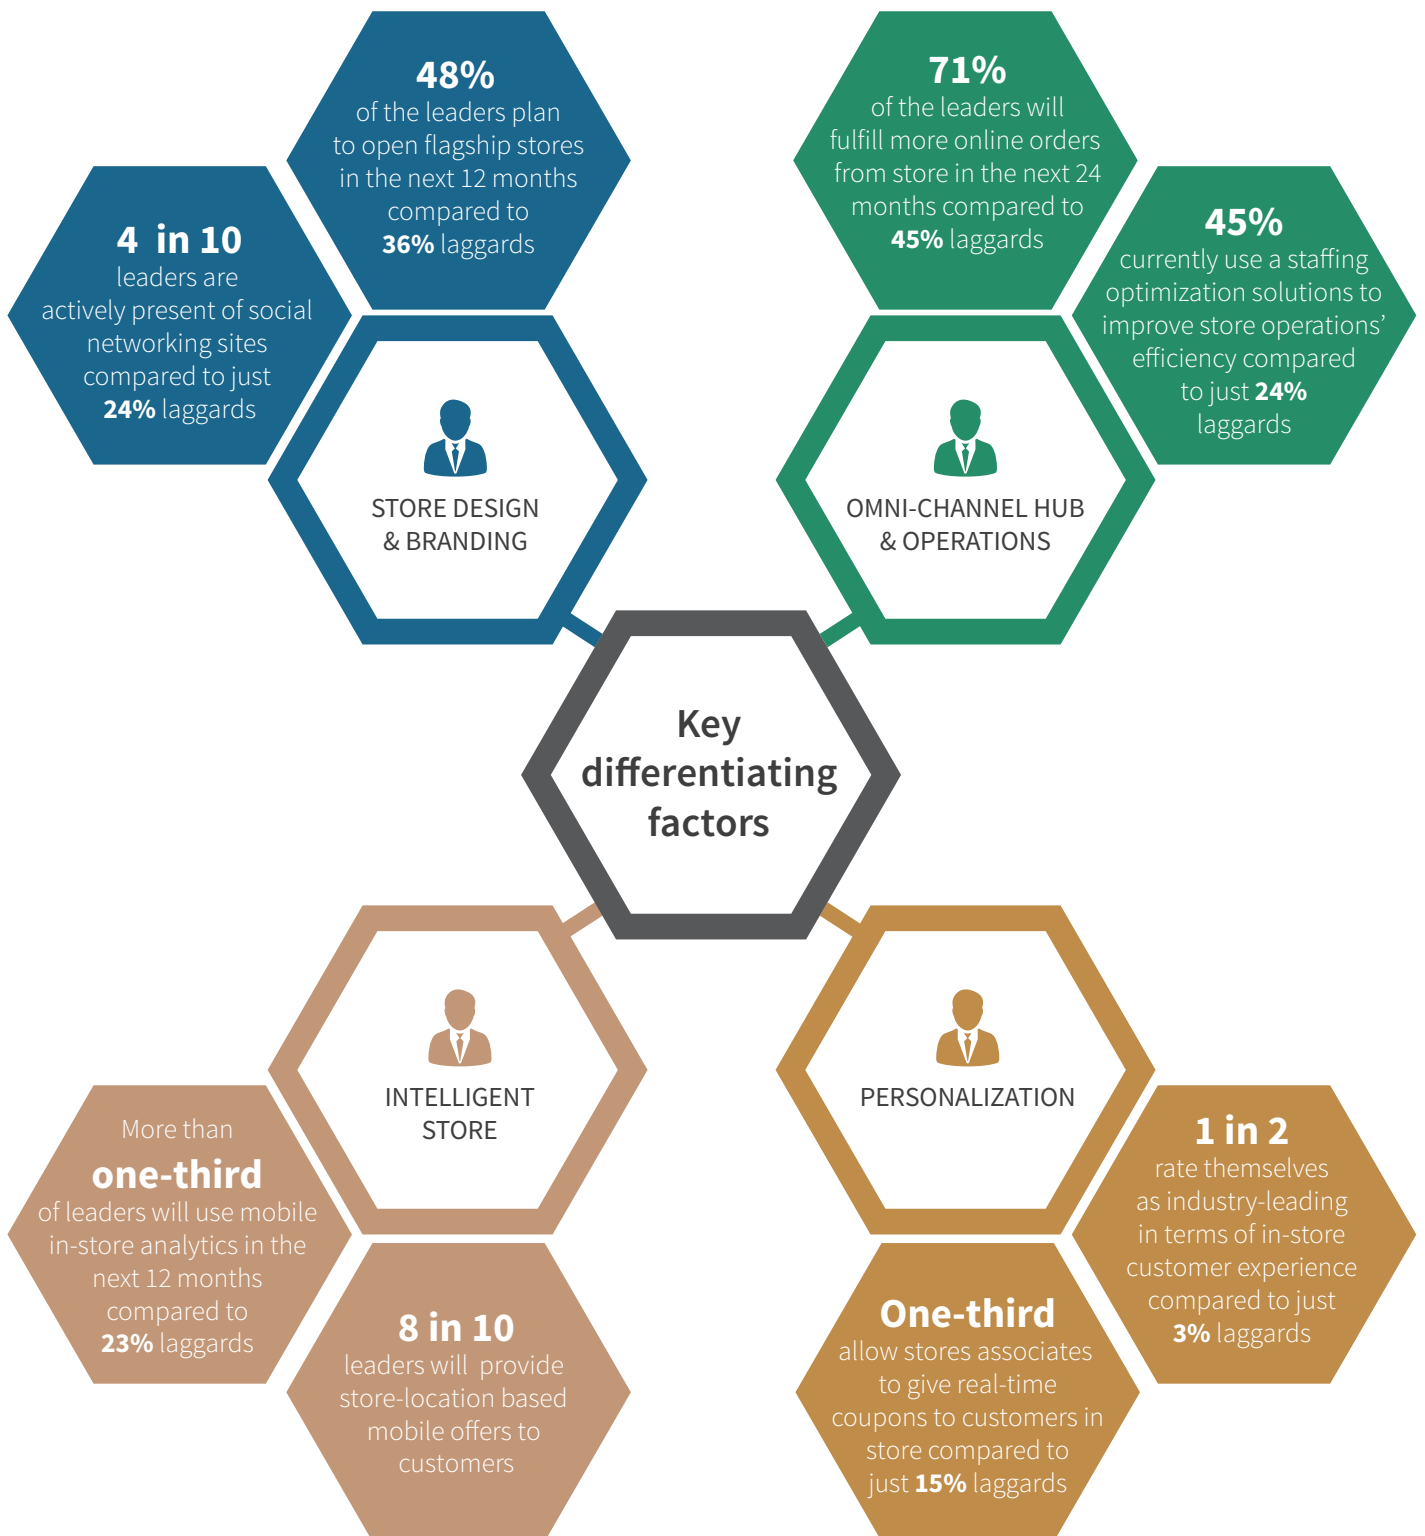 48%
of the leaders plan
to open flagship stores
in the next 12 months
compared to
36% laggards
4 in 10
leaders are
actively present of social
networking sites
compared to just
24% laggards
STORE DESIGN
& BRANDING
71%
of the leaders will
fulfill more online orders
from store in the next 24
months compared to
45% laggards
45%
currently use a staffing
optimization solutions to
improve store operations’
efficiency compared
to just 24%
laggards
OMNI-CHANNEL HUB
& OPERATIONS
Key
differentiating
factors
INTELLIGENT
STORE
More than
one-third
of leaders will use mobile
in-store analytics in the
next 12 months
compared to
23% laggards
8 in 10
leaders will provide
store-location based
mobile offers to
customers
PERSONALIZATION
1 in 2
rate themselves
as industry-leading
in terms of in-store
customer experience
compared to just
3% laggards
One-third
allow stores associates
to give real-time
coupons to customers in
store compared to
just 15% laggards